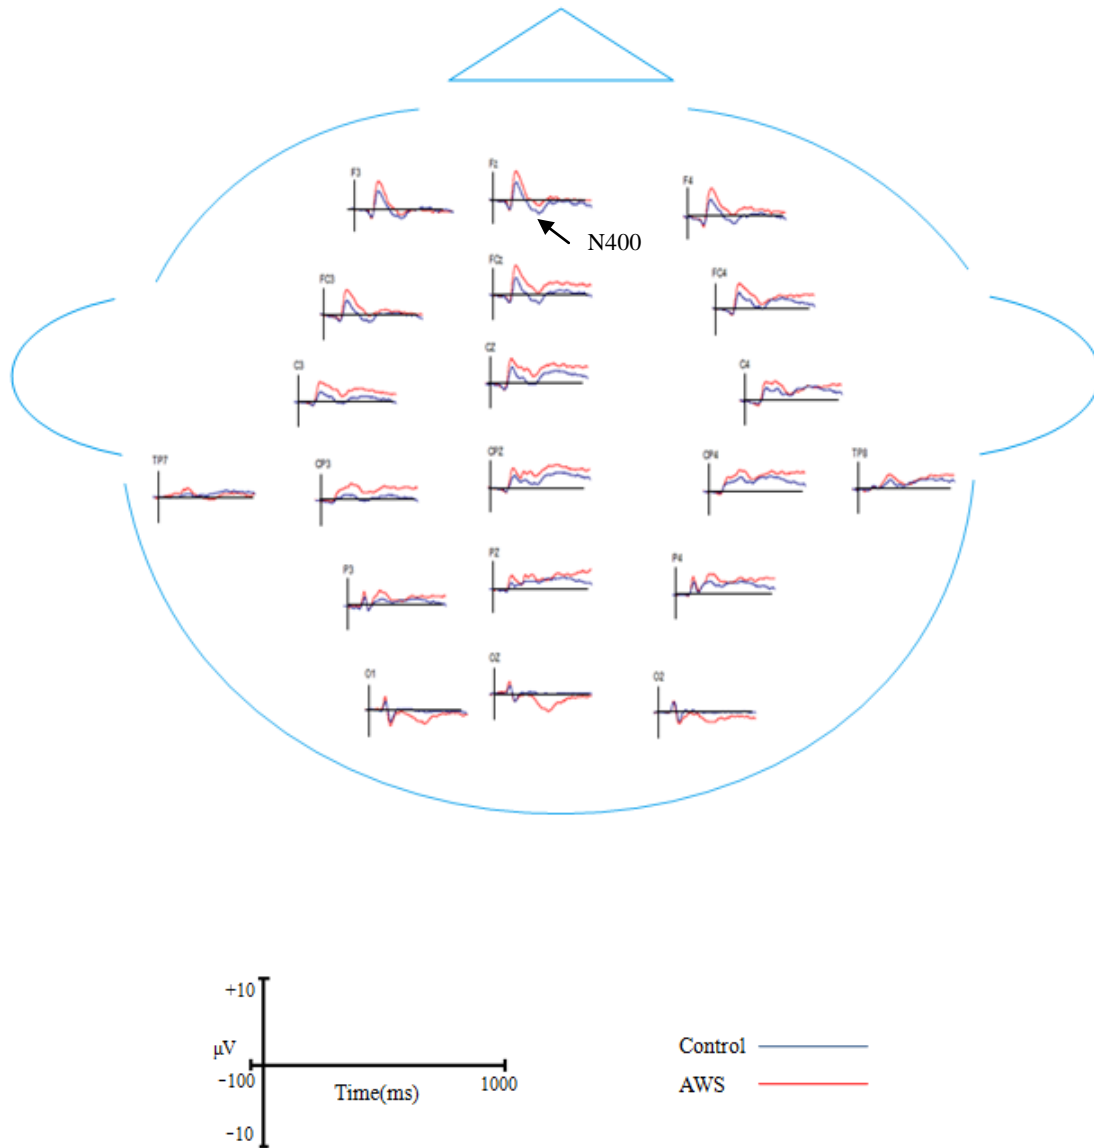 F3
Fz
F4
N400
FC3
FCZ
FC4
C3
CZ
C4
TP7
CP3
CPZ
CP4
TP8
P3
PZ
P4
O1
OZ
O2
+10
μV
−100
Time(ms)
1000
−10
Control
AWS